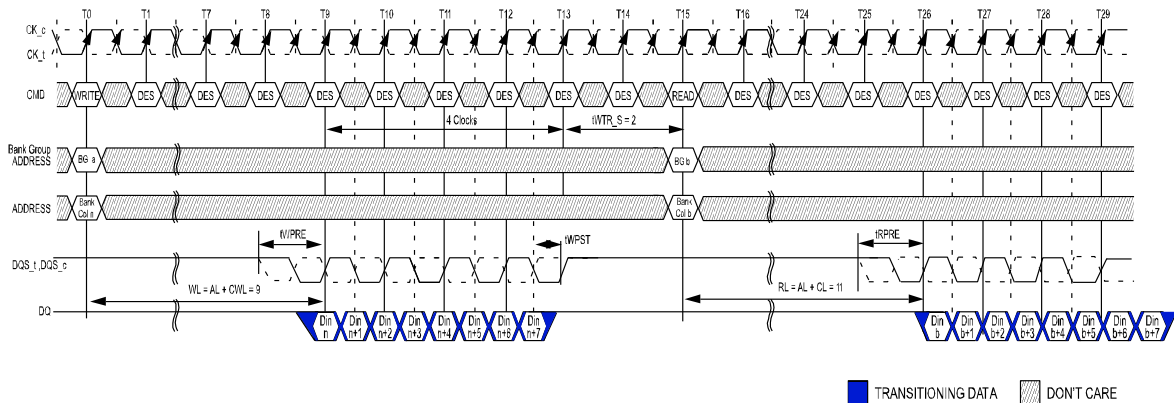 T0 T1 T7 T8 T9 T10 T11 T12 T13 T14 T15 T16 T24 T25 T26 T27 T28 T29
CK_c
CK_t
CMD WRITE DES DES DES DES DES DES DES DES DES READ DES DES DES DES DES DES DES
4 Clocks tWTR_S = 2
Bank Group
ADDRESS BG a BG b
ADDRESS Bank Col n Bank Col b
tWPRE tWPST tRPRE
DQS_t ,DQS_c
WL = AL + CWL = 9 RL = AL + CL = 11
DQ
Din n Din n+1 Din n+2 Din n+3 Din n+4 Din n+5 Din n+6 Din n+7 Din b Din b+1 Din b+2 Din b+3 Din b+4 Din b+5 Din b+6 Din b+7
TRANSITIONING DATA DON'T CARE